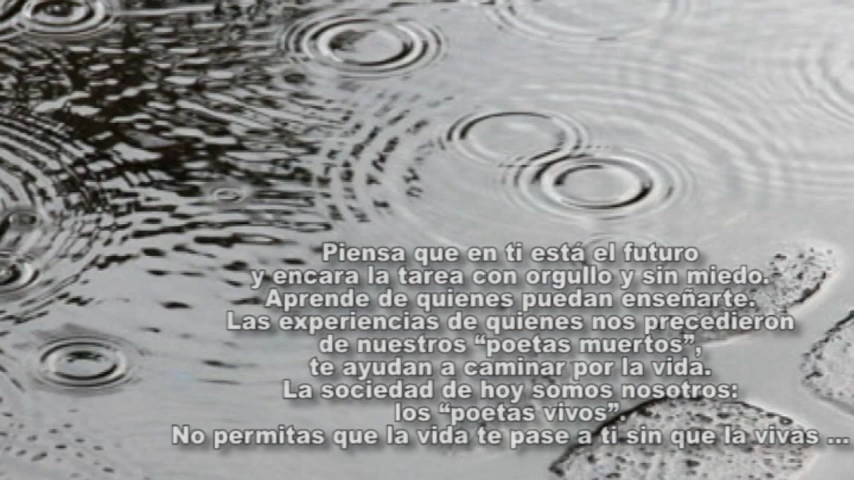 Piensa que en ti está el futuro
y encara la tarea con orgullo y sin miedo.
Aprende de quienes puedan enseñarte.
Las experiencias de quienes nos precedieron
de nuestros “poetas muertos”,
te ayudan a caminar por la vida.
La sociedad de hoy somos nosotros:
los “poetas vivos”.
No permitas que la vida te pase a ti sin que la vivas ...